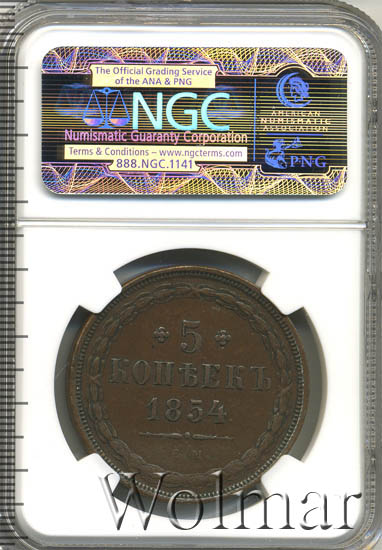 The Official Grading Service
of the ANA & PNG
NGC
Numismatic Guaranty Corporation
Terms & Conditions – www.ngcterms.com
888.NGC.1141
AMERICAN
NUMISMATIC
ASSOCIATION
PNG
5
КОПѢЕКЪ
1854
Wolmar